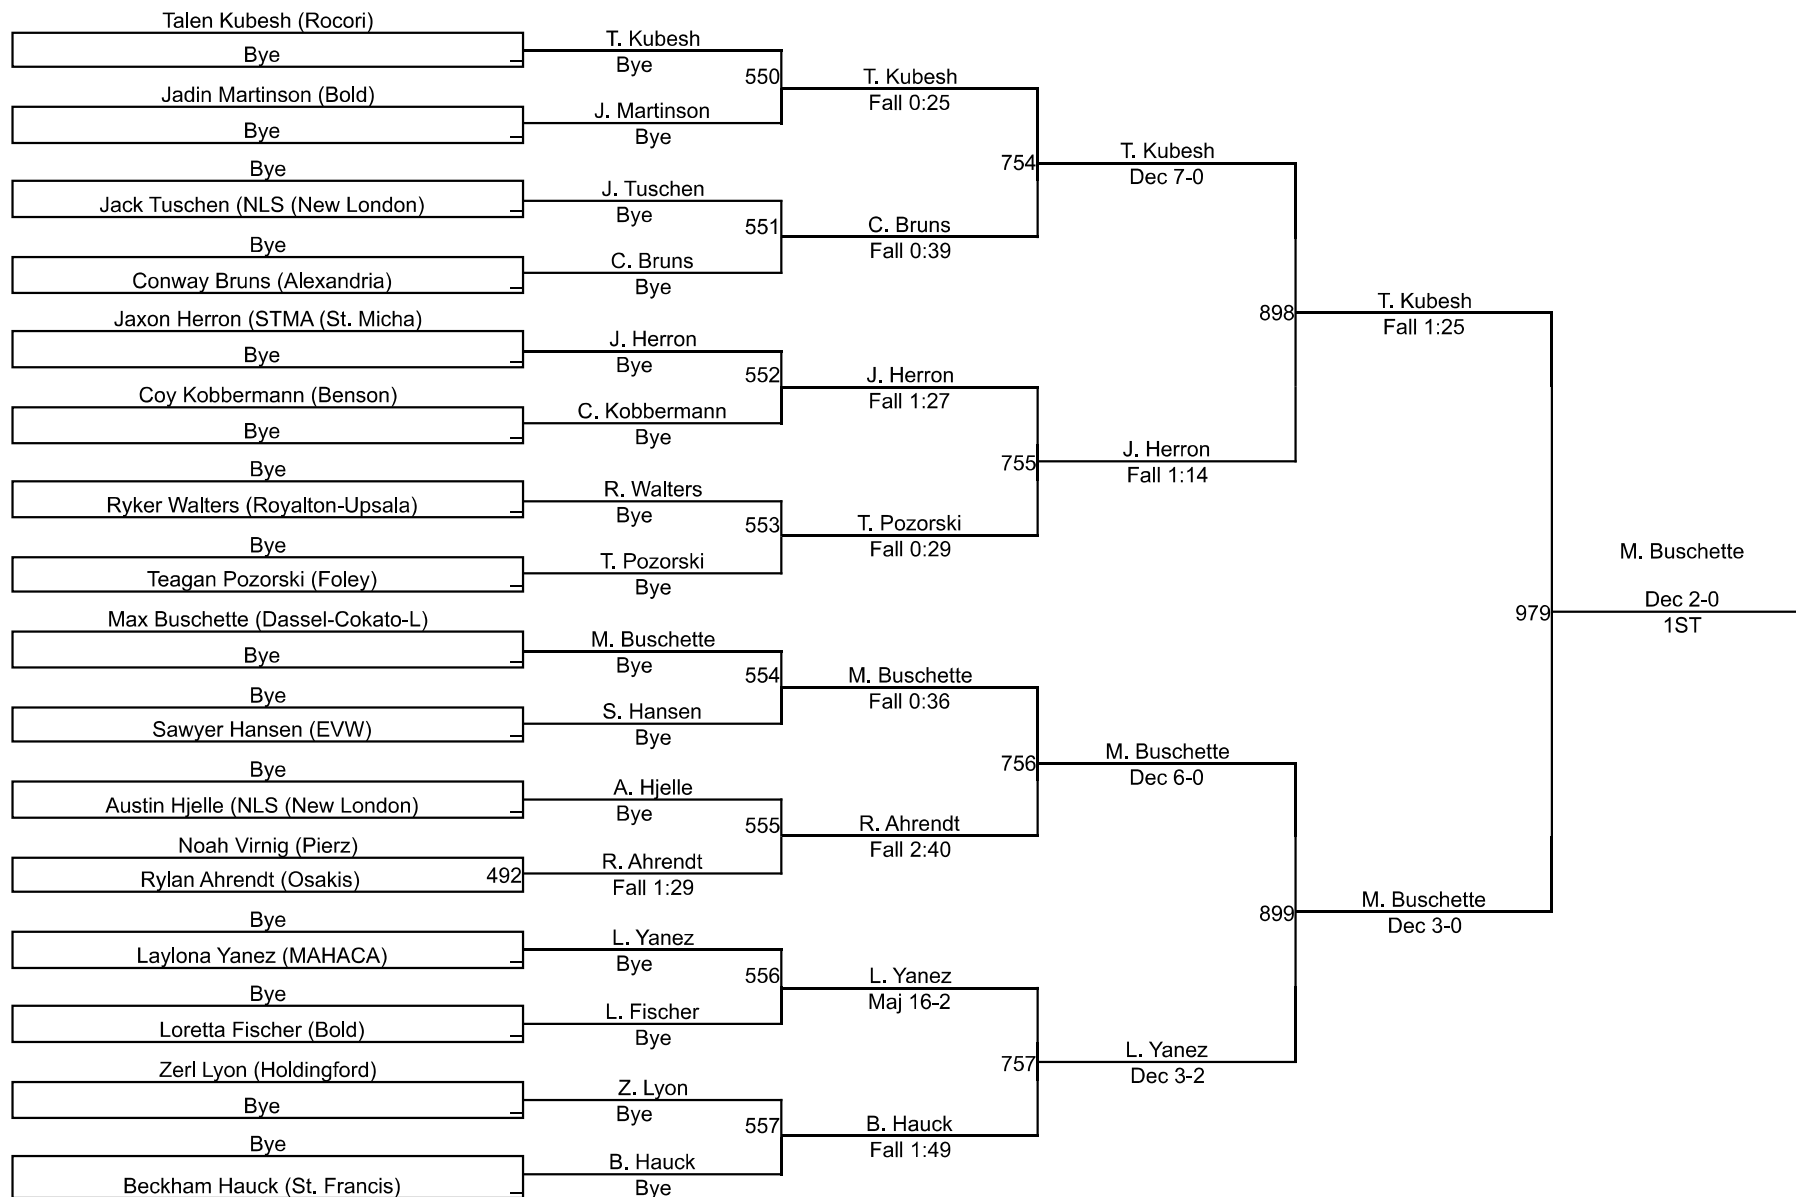 Talen Kubesh (Rocori)
Bye
Jadin Martinson (Bold)
Bye
Bye
Jack Tuschen (NLS (New London)
Bye
Conway Bruns (Alexandria)
Jaxon Herron (STMA (St. Micha)
Bye
Coy Kobbermann (Benson)
Bye
Bye
Ryker Walters (Royalton-Upsala)
Bye
Teagan Pozorski (Foley)
Max Buschette (Dassel-Cokato-L)
Bye
Bye
Sawyer Hansen (EVW)
Bye
Austin Hjelle (NLS (New London)
Noah Virnig (Pierz)
Rylan Ahrendt (Osakis) 492
Bye
Laylona Yanez (MAHACA)
Bye
Loretta Fischer (Bold)
Zerl Lyon (Holdingford)
Bye
Bye
Beckham Hauck (St. Francis)
T. Kubesh
Bye
550
J. Martinson
Bye
J. Tuschen
Bye
551
C. Bruns
Bye
J. Herron
Bye
552
C. Kobbermann
Bye
R. Walters
Bye
553
T. Pozorski
Bye
M. Buschette
Bye
554
S. Hansen
Bye
A. Hjelle
Bye
555
R. Ahrendt
Fall 1:29
L. Yanez
Bye
556
L. Fischer
Bye
Z. Lyon
Bye
557
B. Hauck
Bye
T. Kubesh
Fall 0:25
754
C. Bruns
Fall 0:39
J. Herron
Fall 1:27
755
T. Pozorski
Fall 0:29
M. Buschette
Fall 0:36
756
R. Ahrendt
Fall 2:40
L. Yanez
Maj 16-2
757
B. Hauck
Fall 1:49
T. Kubesh
Dec 7-0
898
J. Herron
Fall 1:14
M. Buschette
Dec 6-0
899
L. Yanez
Dec 3-2
T. Kubesh
Fall 1:25
979
M. Buschette
Dec 3-0
M. Buschette
Dec 2-0
1ST